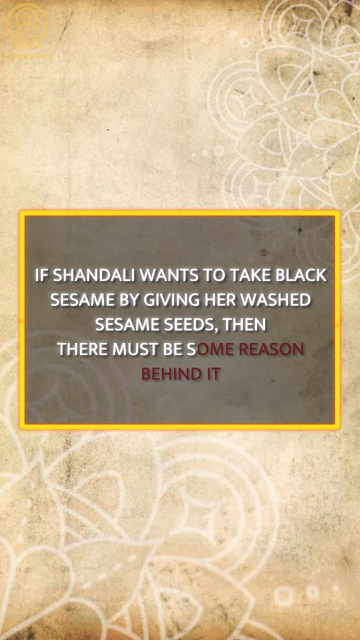 IF SHANDALI WANTS TO TAKE BLACK
SESAME BY GIVING HER WASHED
SESAME SEEDS, THEN
THERE MUST BE SOME REASON
BEHIND IT